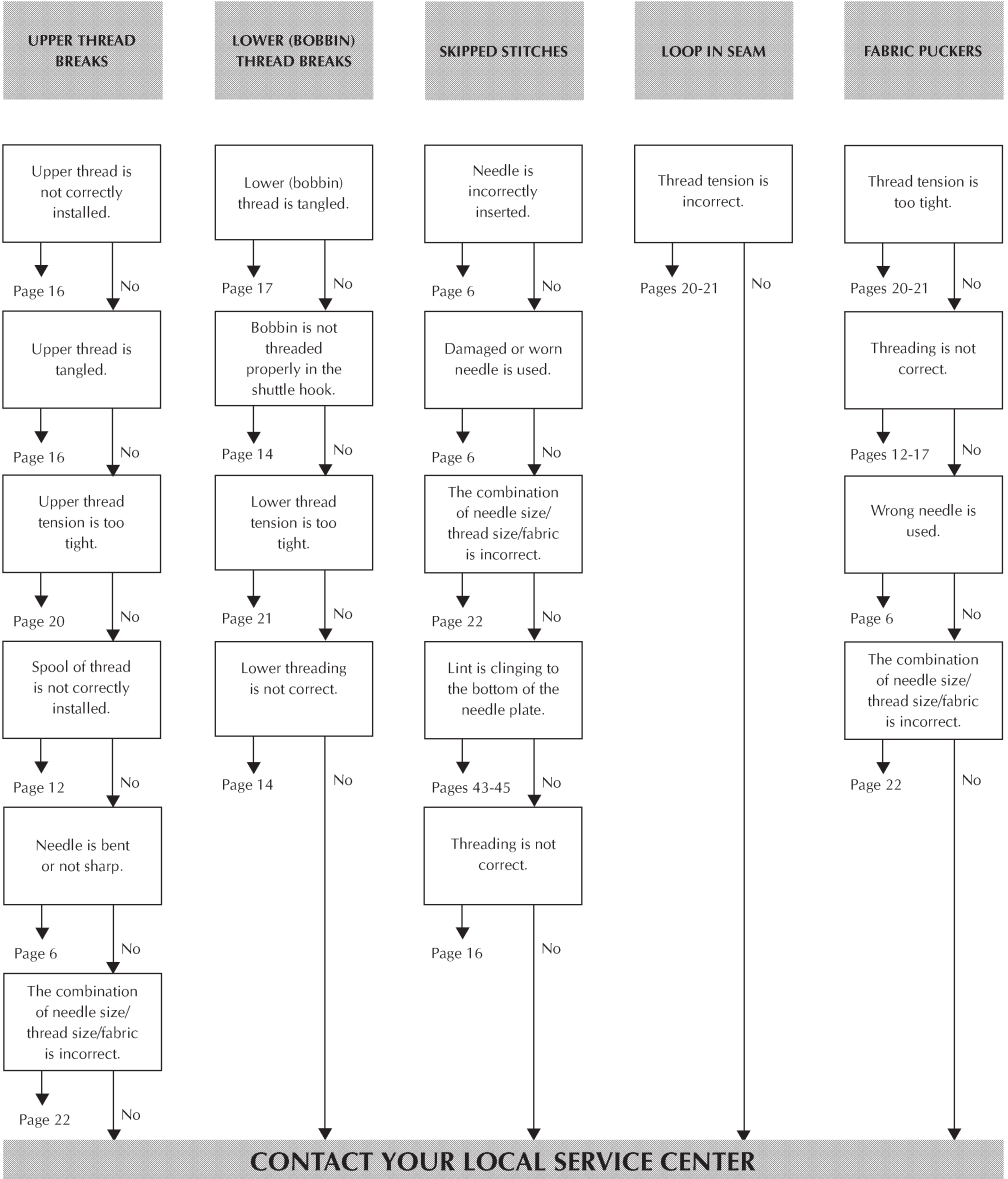 UPPER THREAD
BREAKS
LOWER (BOBBIN)
THREAD BREAKS
SKIPPED STITCHES
LOOP IN SEAM
FABRIC PUCKERS
Upper thread is
not correctly
installed.
Page 16
No
Upper thread is
tangled.
Page 16
No
Upper thread
tension is too
tight.
Page 20
No
Spool of thread
is not correctly
installed.
Page 12
No
Needle is bent
or not sharp.
Page 6
No
The combination
of needle size/
thread size/fabric
is incorrect.
Page 22
No
Lower (bobbin)
thread is tangled.
Page 17
No
Bobbin is not
threaded
properly in the
shuttle hook.
Page 14
No
Lower thread
tension is too
tight.
Page 21
No
Lower threading
is not correct.
Page 14
No
Needle is
incorrectly
inserted.
Page 6
No
Damaged or worn
needle is used.
Page 6
No
The combination
of needle size/
thread size/fabric
is incorrect.
Page 22
No
Lint is clinging to
the bottom of the
needle plate.
Pages 43-45
No
Threading is not
correct.
Page 16
No
Thread tension is
incorrect.
Pages 20-21
No
Thread tension is
too tight.
Pages 20-21
No
Threading is not
correct.
Pages 12-17
No
Wrong needle is
used.
Page 6
No
The combination
of needle size/
thread size/fabric
is incorrect.
Page 22
No
CONTACT YOUR LOCAL SERVICE CENTER